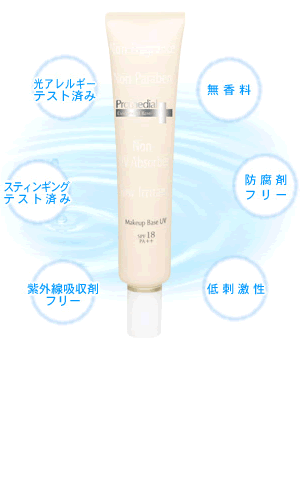 光アレルギー
テスト済み
無香料
スティンギング
テスト済み
防腐剤
フリー
紫外線吸収剤
フリー
低刺激性
Non
Makeup Base UV
SPF 18
PA++